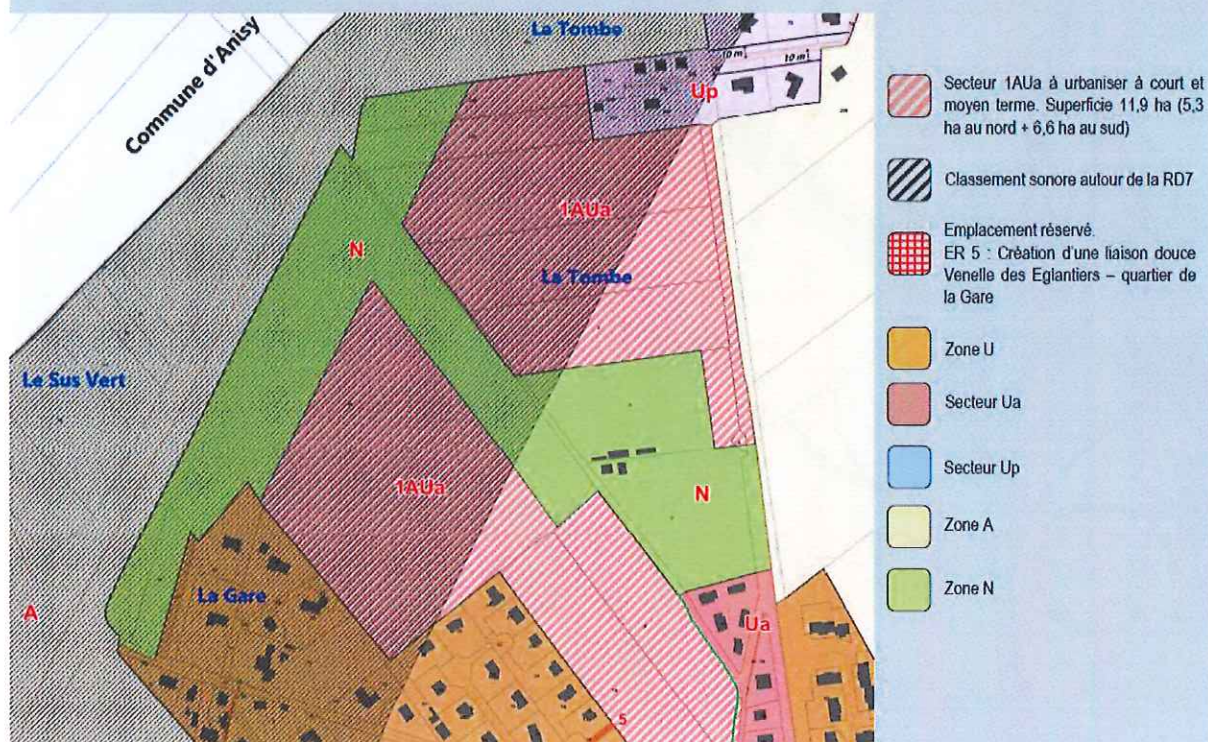 La Tombe
Commune d'Anisy
10 m
10 m
Up
1AUa
N
La Tombe
Le Sus Vert
1AUa
N
La Gare
A
Ua
5
Secteur 1AUa à urbaniser à court et
moyen terme. Superficie 11,9 ha (5,3
ha au nord + 6,6 ha au sud)
Classement sonore autour de la RD7
Emplacement réservé.
ER 5 : Création d'une liaison douce
Venelle des Eglantiers – quartier de
la Gare
Zone U
Secteur Ua
Secteur Up
Zone A
Zone N